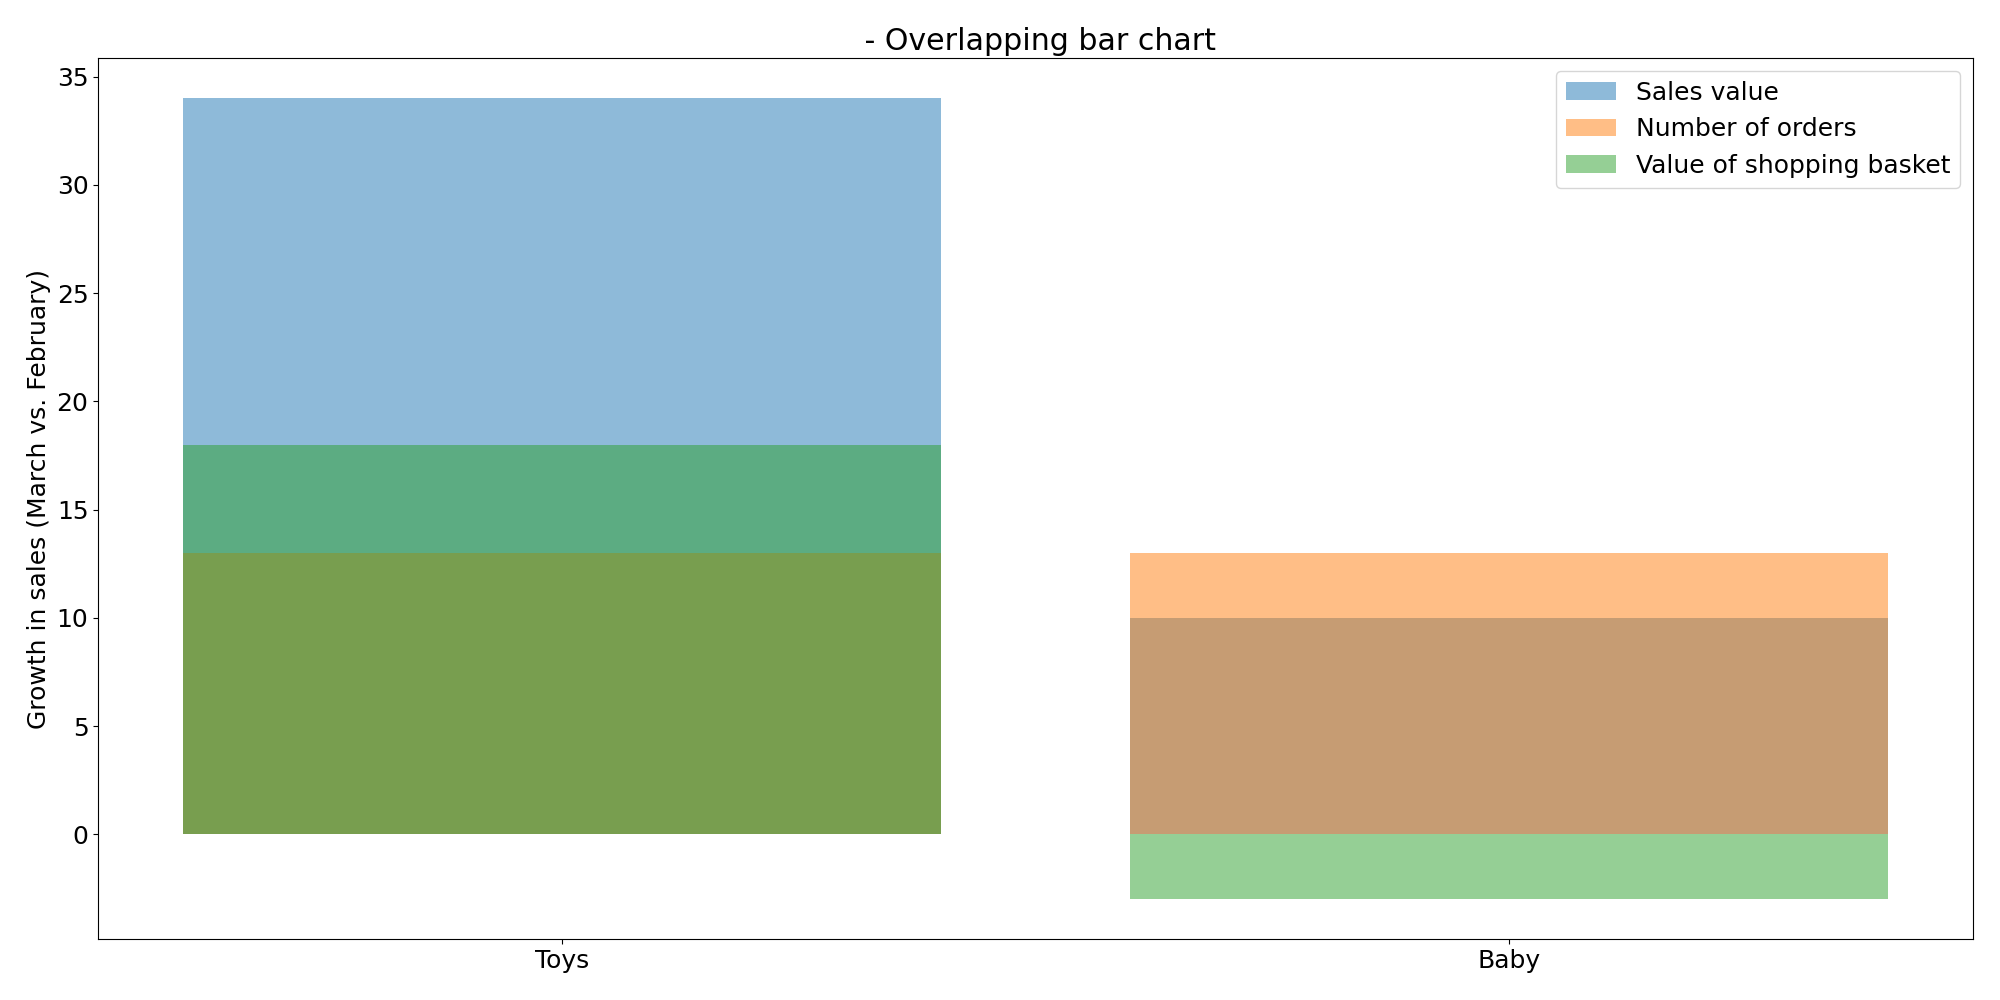 - Overlapping bar chart
35
30
25
20
15
10
5
0
Growth in sales (March vs. February)
Sales value
Number of orders
Value of shopping basket
Toys
Baby